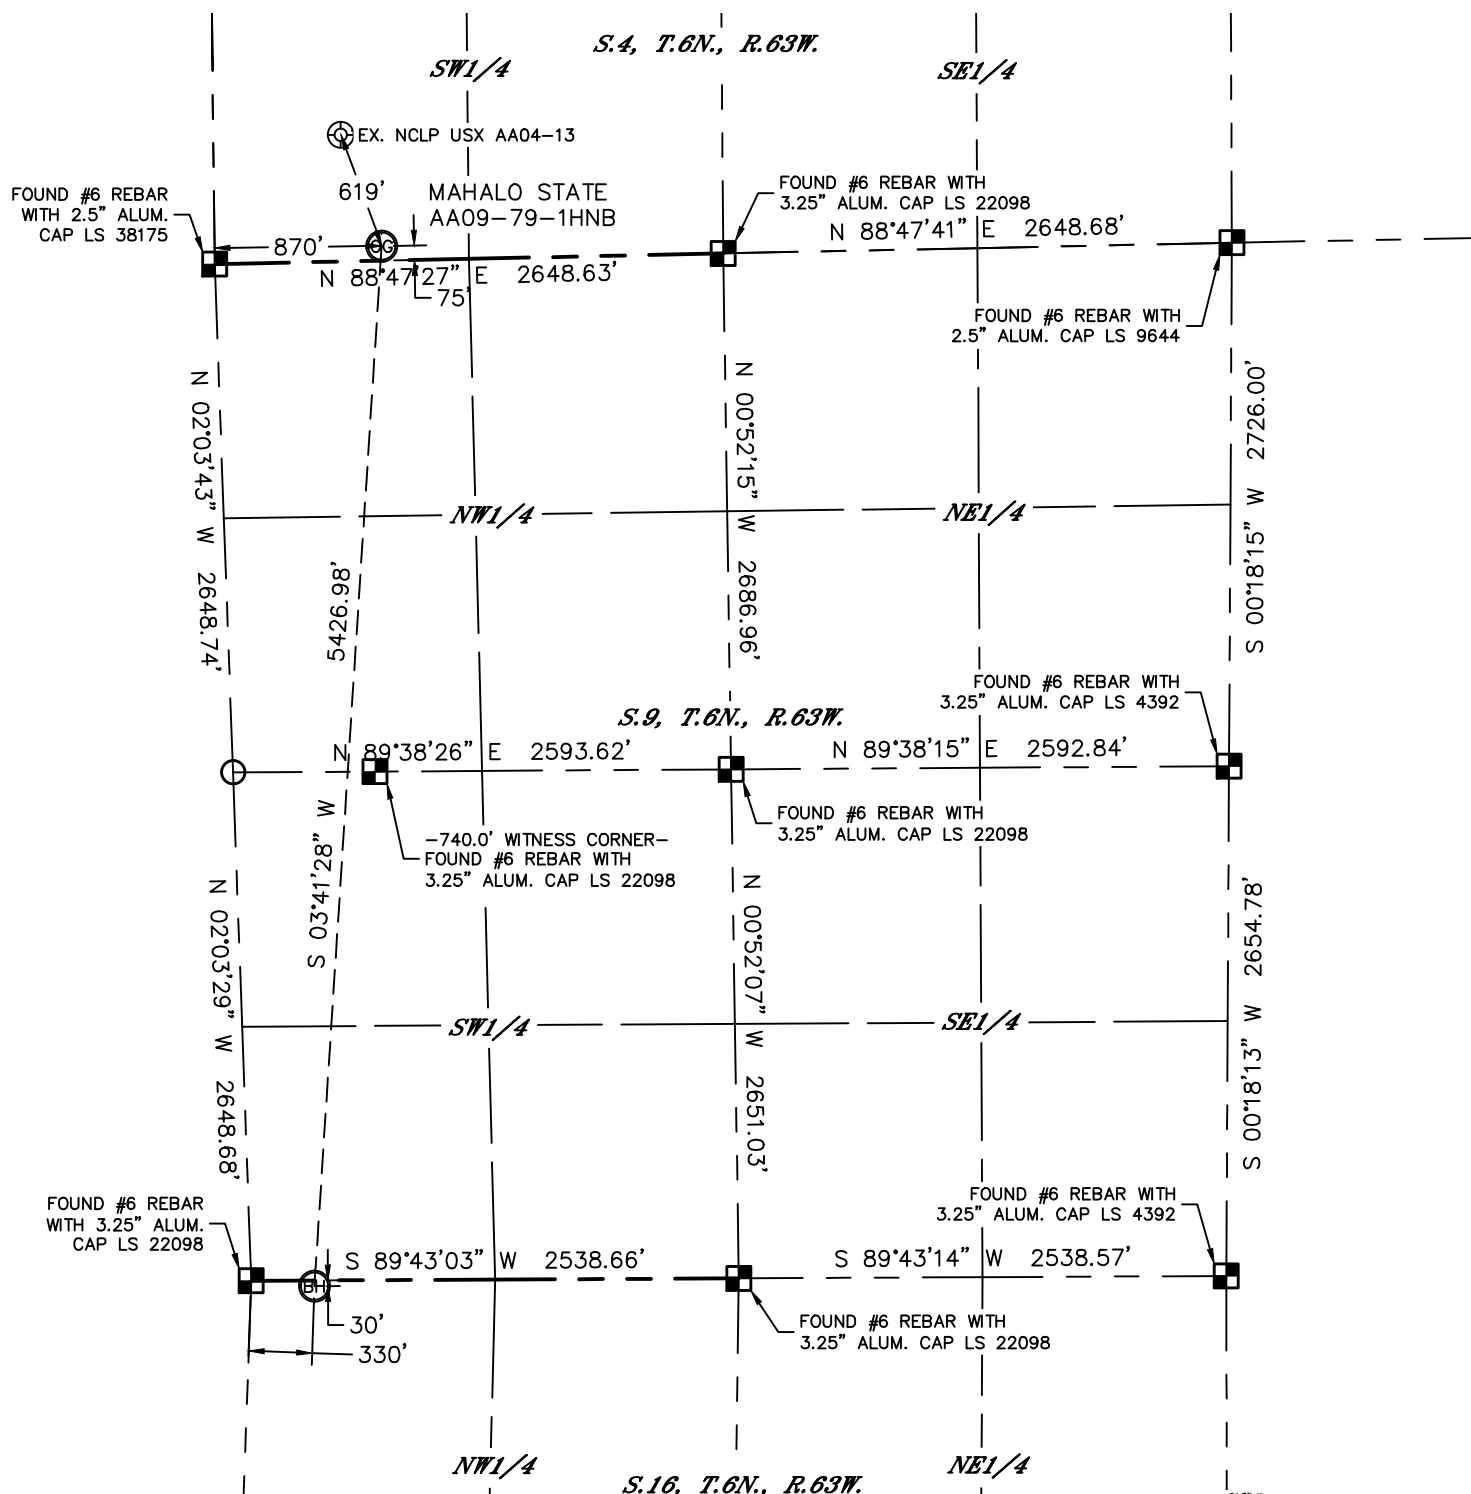 S.4, T.6N., R.63W.
SW1/4
SE1/4
EX. NCLP USX AA04-13
619'
MAHALO STATE
AA09-79-1HNB
FOUND #6 REBAR
WITH 2.5" ALUM.
CAP LS 38175
FOUND #6 REBAR WITH
3.25" ALUM. CAP LS 22098
870'
N 88°47'41" E 2648.68'
N 88°47'27" E 2648.63'
75'
FOUND #6 REBAR WITH
2.5" ALUM. CAP LS 9644
N 02°03'43" W 2648.74'
N 00°52'15" W 2686.96'
S 00°18'15" W 2726.00'
NW1/4
NE1/4
5426.98'
S 03°41'28" W
FOUND #6 REBAR WITH
3.25" ALUM. CAP LS 4392
S.9, T.6N., R.63W.
N 89°38'26" E 2593.62'
N 89°38'15" E 2592.84'
FOUND #6 REBAR WITH
3.25" ALUM. CAP LS 22098
-740.0' WITNESS CORNER-
FOUND #6 REBAR WITH
3.25" ALUM. CAP LS 22098
N 02°03'29" W 2648.68'
N 00°52'07" W 2651.03'
S 00°18'13" W 2654.78'
SW1/4
SE1/4
FOUND #6 REBAR
WITH 3.25" ALUM.
CAP LS 22098
FOUND #6 REBAR WITH
3.25" ALUM. CAP LS 4392
S 89°43'03" W 2538.66'
S 89°43'14" W 2538.57'
BH
30'
330'
FOUND #6 REBAR WITH
3.25" ALUM. CAP LS 22098
NW1/4
NE1/4
S.16, T.6N., R.63W.